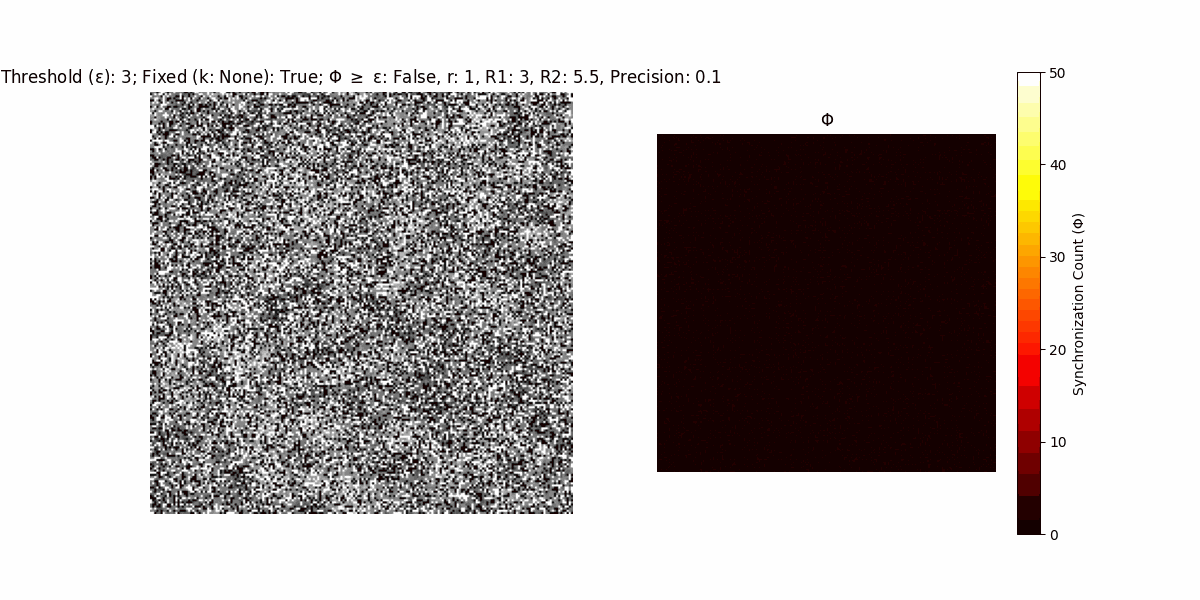 Threshold (ε): 3; Fixed (k: None): True; Φ ≥ ε: False, r: 1, R1: 3, R2: 5.5, Precision: 0.1
Φ
50
40
30
20
10
0
Synchronization Count (Φ)